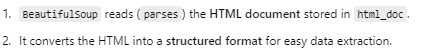 1. BeautifulSoup reads (parses) the HTML document stored in html_doc.
2. It converts the HTML into a structured format for easy data extraction.